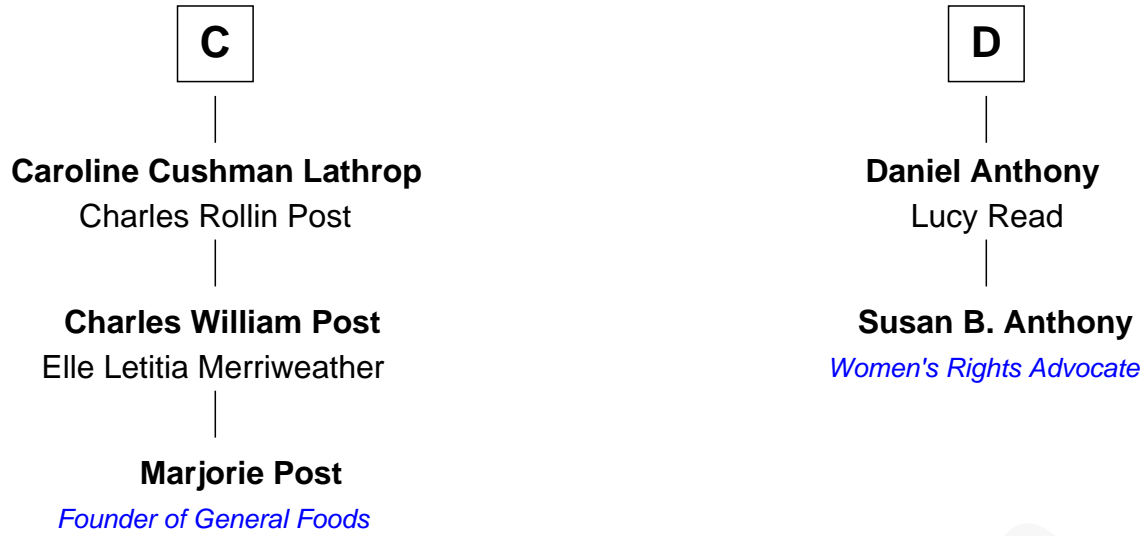 C
Caroline Cushman Lathrop
Charles Rollin Post
Charles William Post
Elle Letitia Merriweather
Marjorie Post
Founder of General Foods
D
Daniel Anthony
Lucy Read
Susan B. Anthony
Women's Rights Advocate